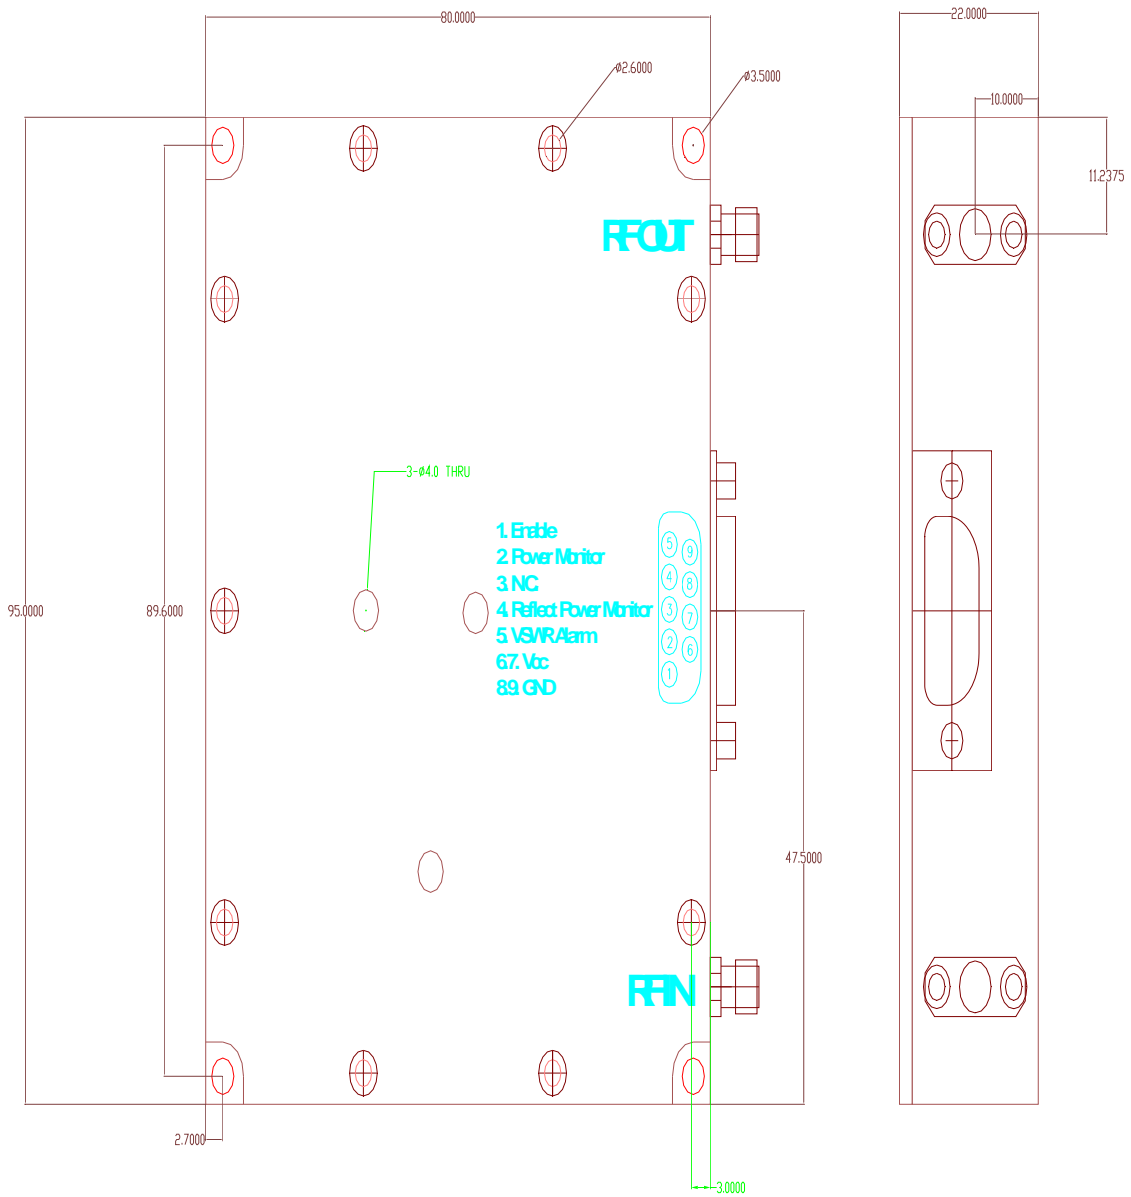 80.0000
22.0000
ø2.6000
ø3.5000
10.0000
11.2375
RFOUT
3-ø4.0 THRU
1. Enable
2. Power Monitor
3. NC
4. Reflect Power Monitor
5. VSWR Alarm
6.7. Vcc
8.9. GND
5
9
4
8
3
7
2
6
1
95.0000
89.6000
47.5000
RFIN
2.7000
3.0000